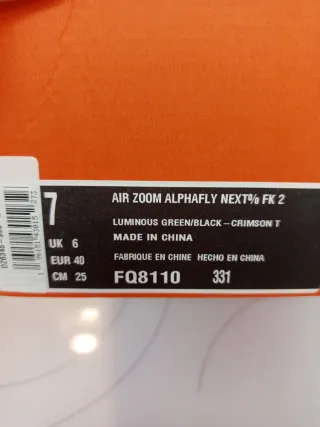 7
AIR ZOOM ALPHAFLY NEXT% FK 2
LUMINOUS GREEN/BLACK-CRIMSON T
UK 6
MADE IN CHINA
EUR 40
FABRIQUE EN CHINE HECHO EN CHINA
CM 25
FQ8110 331